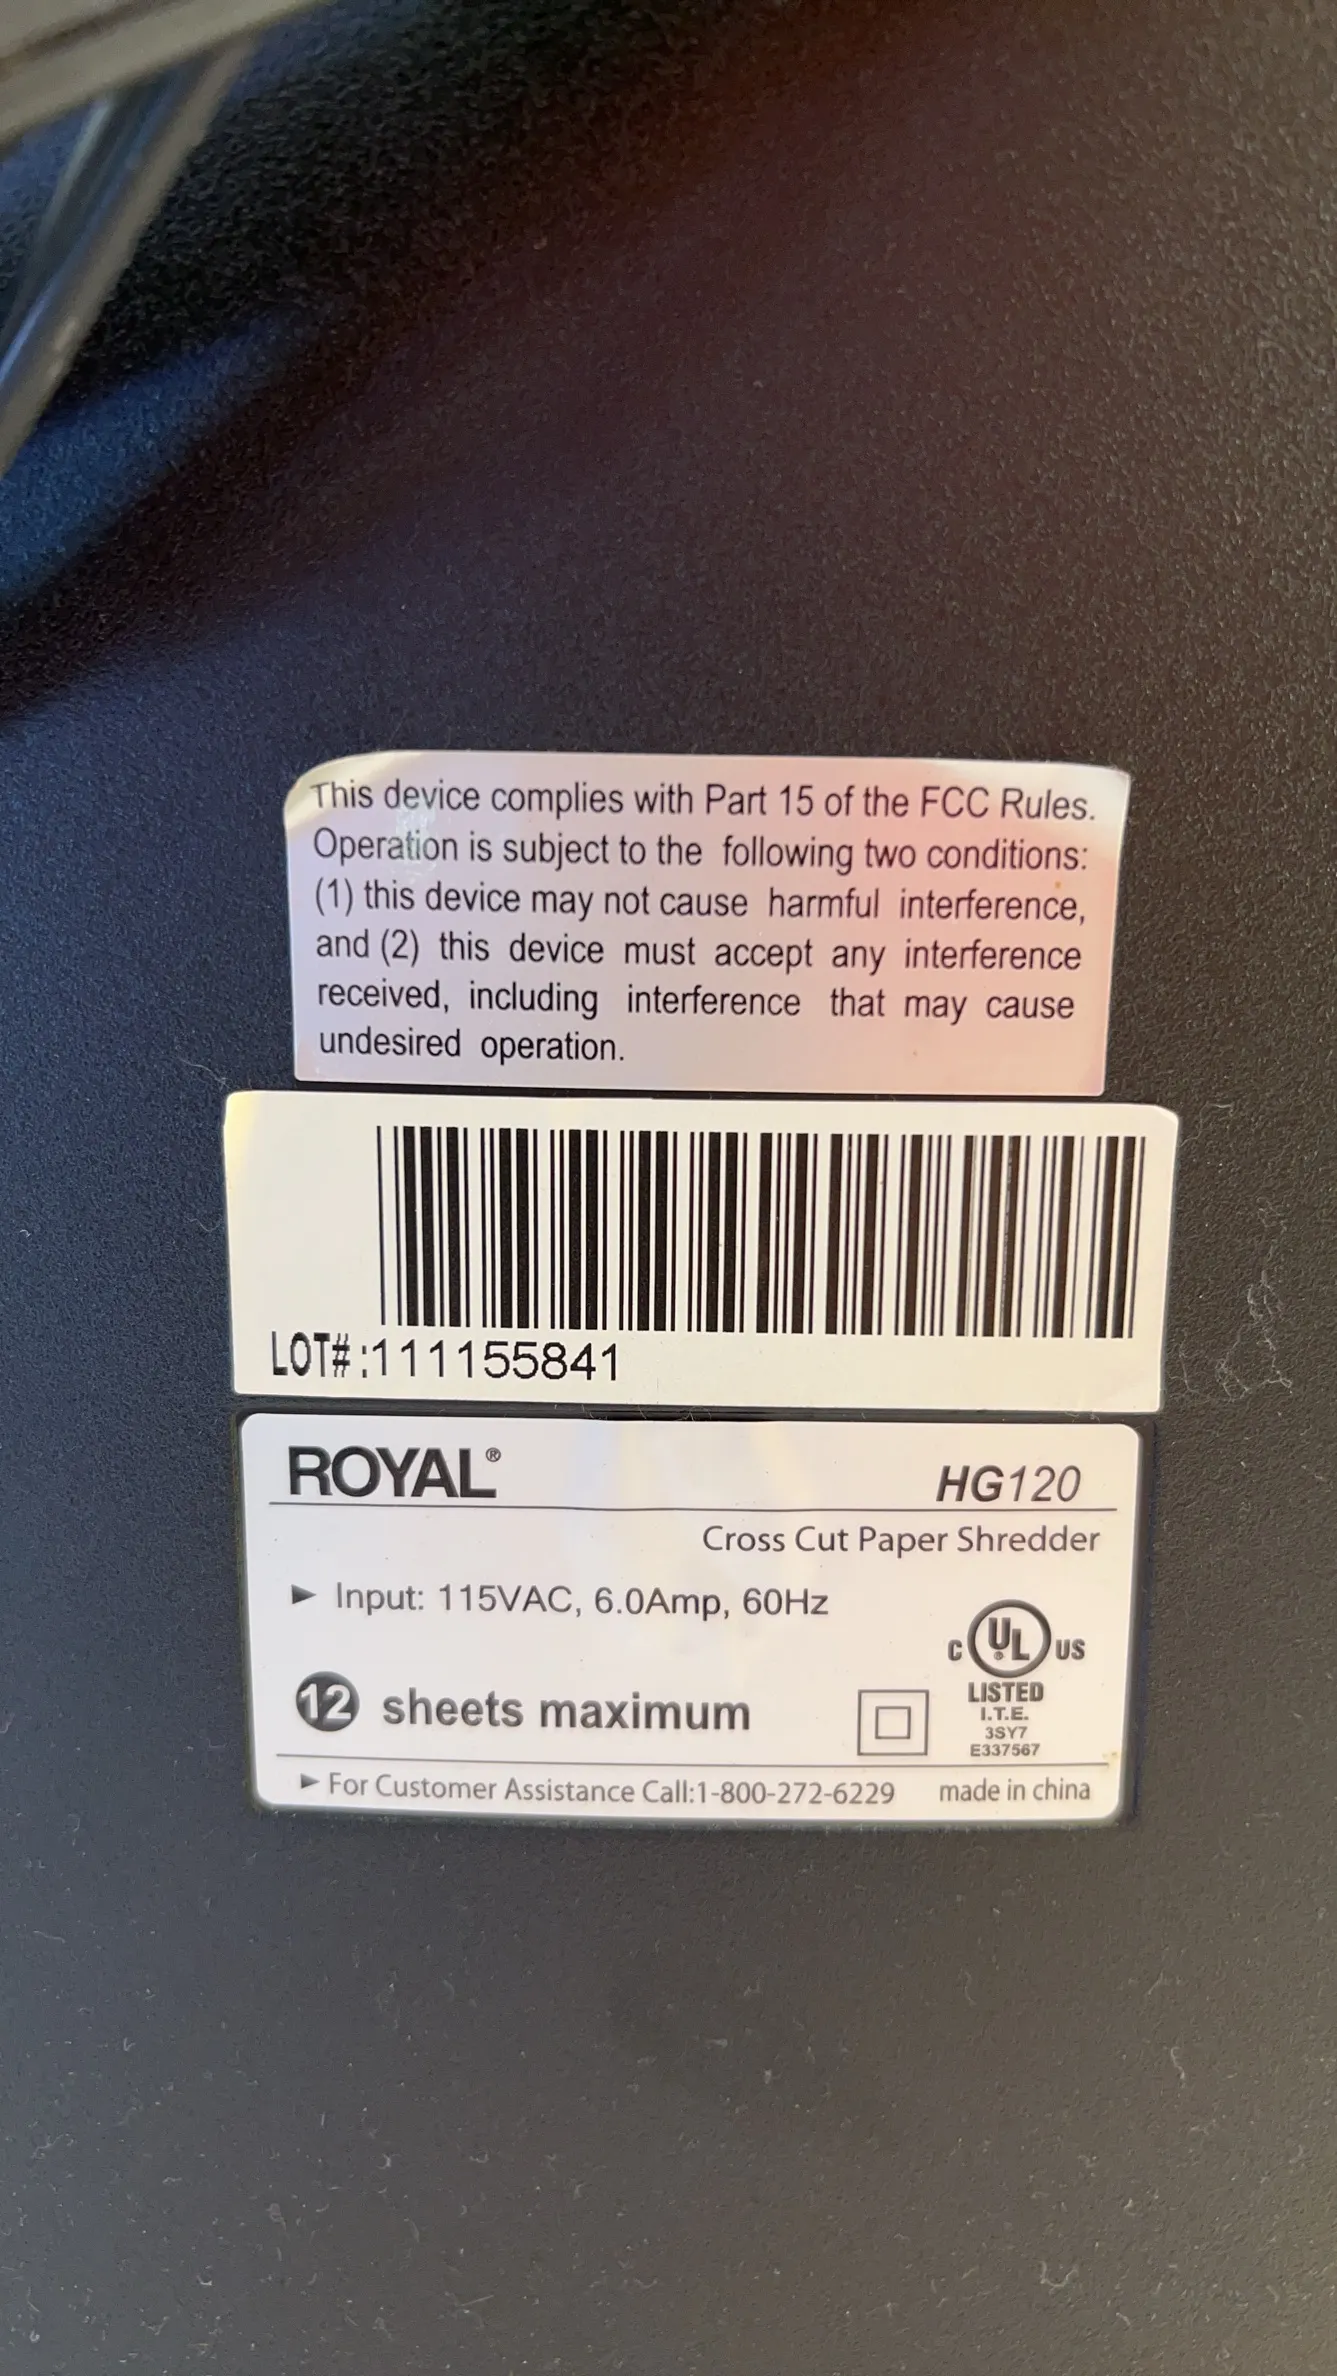 This device complies with Part 15 of the FCC Rules.
Operation is subject to the following two conditions:
(1) this device may not cause harmful interference,
and (2) this device must accept any interference
received, including interference that may cause
undesired operation.
LOT#:111155841
ROYAL® HG120
Cross Cut Paper Shredder
► Input: 115VAC, 6.0Amp, 60Hz
12 sheets maximum
C UL® US
LISTED
I.T.E.
3SY7
E337567
► For Customer Assistance Call:1-800-272-6229 made in china